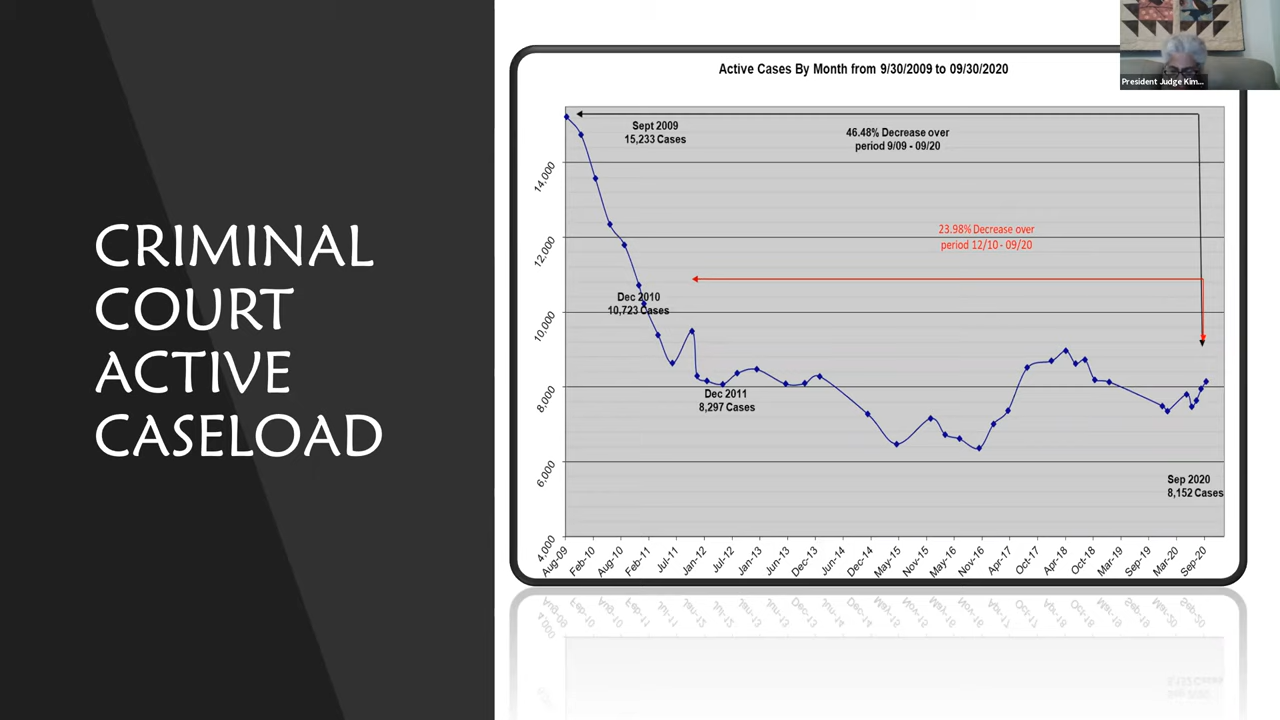 CRIMINAL
COURT
ACTIVE
CASELOAD
President Judge Kim...
Active Cases By Month from 9/30/2009 to 09/30/2020
Sept 2009
15,233 Cases
46.48% Decrease over
period 9/09 - 09/20
23.98% Decrease over
period 12/10 - 09/20
Dec 2010
10,723 Cases
Dec 2011
8,297 Cases
Sep 2020
8,152 Cases
14,000
12,000
10,000
8,000
6,000
4,000
Aug-09 Feb-10 Aug-10 Feb-11 Jul-11 Jan-12 Jul-12 Jan-13 Jun-13 Dec-13 Jun-14 Dec-14 May-15 Nov-15 May-16 Nov-16 Apr-17 Oct-17 Apr-18 Oct-18 Mar-19 Sep-19 Mar-20 Sep-20